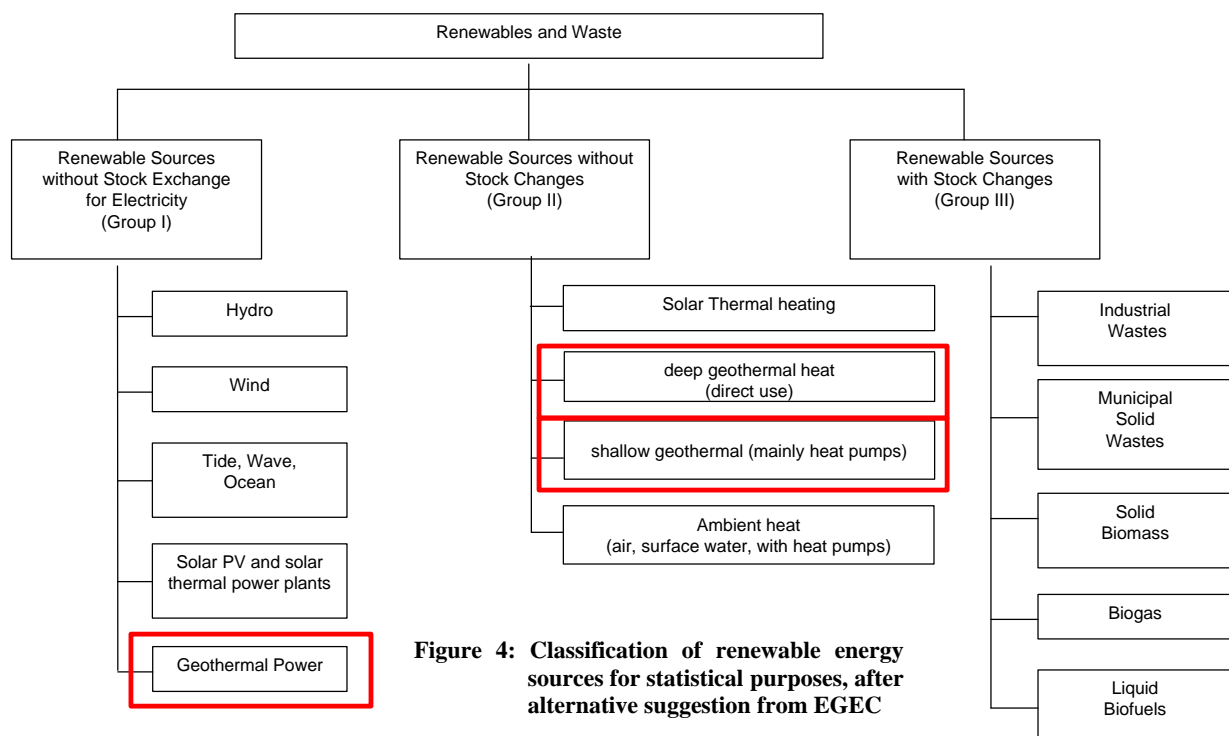 Renewables and Waste
Renewable Sources
without Stock Exchange
for Electricity
(Group I)
Renewable Sources without
Stock Changes
(Group II)
Renewable Sources
with Stock Changes
(Group III)
Hydro
Wind
Tide, Wave,
Ocean
Solar PV and solar
thermal power plants
Geothermal Power
Solar Thermal heating
deep geothermal heat
(direct use)
shallow geothermal (mainly heat pumps)
Ambient heat
(air, surface water, with heat pumps)
Industrial
Wastes
Municipal
Solid
Wastes
Solid
Biomass
Biogas
Liquid
Biofuels
Figure 4: Classification of renewable energy
sources for statistical purposes, after
alternative suggestion from EGEC